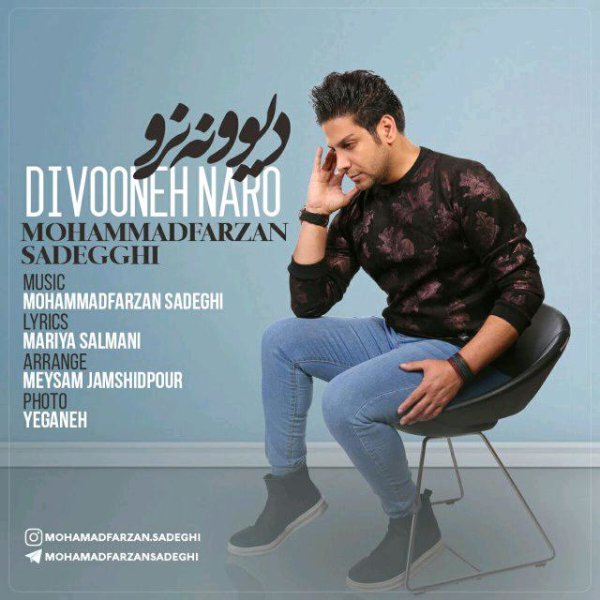 دیوونه نرو
DIVOONEH NARO
MOHAMMADFARZAN
SADEGGHI
MUSIC
MOHAMMADFARZAN SADEGHI
LYRICS
MARIYA SALMANI
ARRANGE
MEYSAM JAMSHIDPOUR
PHOTO
YEGANEH
MOHAMADFARZAN.SADEGHI
MOHAMADFARZANSADEGHI